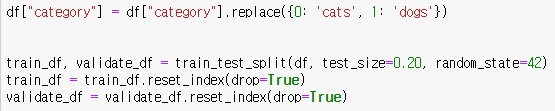 df["category"] = df["category"].replace({0: 'cats', 1: 'dogs'})
train_df, validate_df = train_test_split(df, test_size=0.20, random_state=42)
train_df = train_df.reset_index(drop=True)
validate_df = validate_df.reset_index(drop=True)